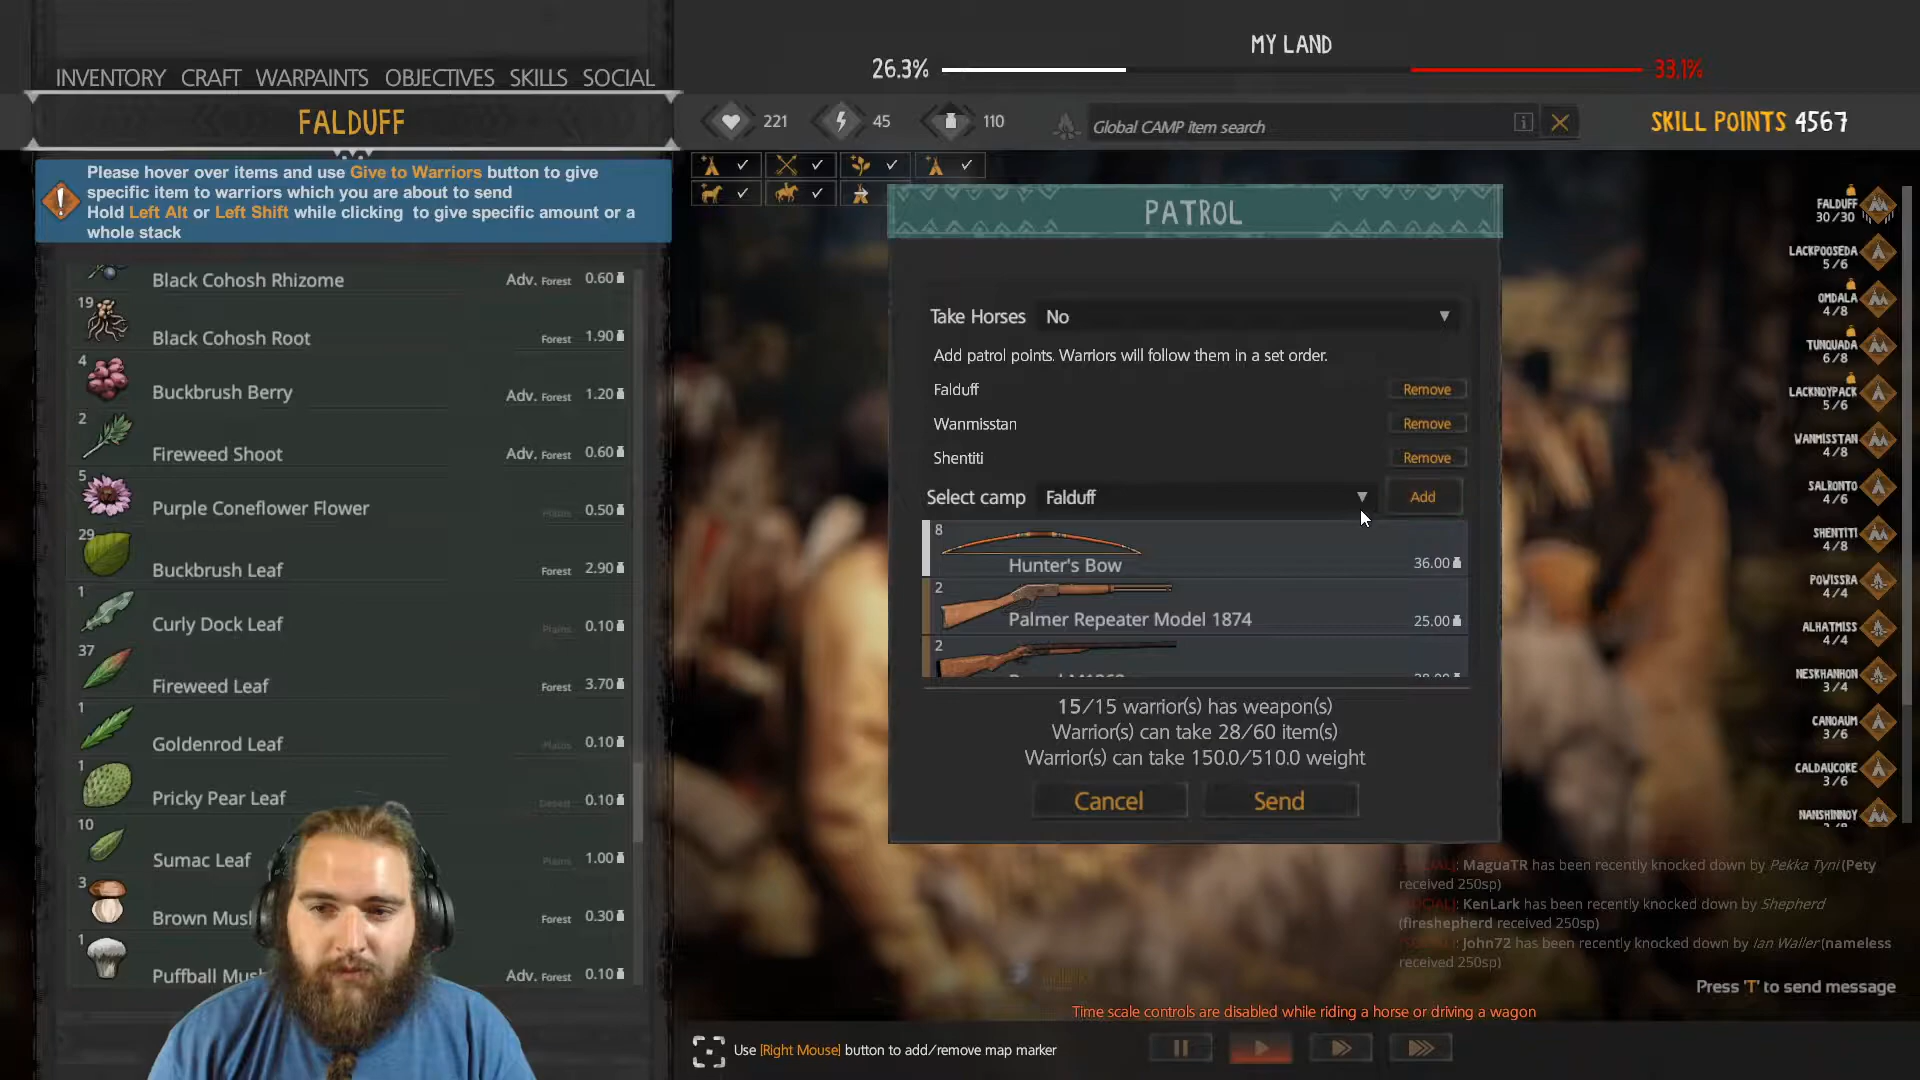 INVENTORY CRAFT WARPAINTS OBJECTIVES SKILLS SOCIAL
FALDUFF
Please hover over items and use Give to Warriors button to give
specific item to warriors which you are about to send
Hold Left Alt or Left Shift while clicking to give specific amount or a
whole stack
Black Cohosh Rhizome Adv. Forest 0.60
19 Black Cohosh Root Forest 1.90
4 Buckbrush Berry Adv. Forest 1.20
2 Fireweed Shoot Adv. Forest 0.60
5 Purple Coneflower Flower Plains 0.50
29 Buckbrush Leaf Forest 2.90
1 Curly Dock Leaf Plains 0.10
37 Fireweed Leaf Forest 3.70
1 Goldenrod Leaf Plains 0.10
1 Pricky Pear Leaf Desert 0.10
10 Sumac Leaf Plains 1.00
3 Brown Forest 0.30
1 Puffball Adv. Forest 0.10
MY LAND
26.3% 33.1%
221 45 110
Global CAMP item search
SKILL POINTS 4567
PATROL
Take Horses No
Add patrol points. Warriors will follow them in a set order.
Falduff Remove
Wanmisstan Remove
Shentiti Remove
Select camp Falduff Add
8 Hunter's Bow 36.00
2 Palmer Repeater Model 1874 25.00
2
15/15 warrior(s) has weapon(s)
Warrior(s) can take 28/60 item(s)
Warrior(s) can take 150.0/510.0 weight
Cancel Send
FALDUFF
30/30
LACKPOOSEDA
5/6
OMDALA
4/8
TUNQUADA
6/8
LACKNOYPACK
5/6
WANMISSTAN
4/8
SALRONTO
4/6
SHENTITI
4/8
POWISSRA
4/4
ALHATMISS
4/4
NESKHANHON
3/4
CANOAUM
3/6
CALDAUCOKE
3/6
NANSHINNOY
MaguaTR has been recently knocked down by Pekka Tyni (Pety
received 250sp)
KenLark has been recently knocked down by Shepherd
(fireshepherd received 250sp)
John72 has been recently knocked down by Ian Waller (nameless
received 250sp)
Press 'T' to send message
Time scale controls are disabled while riding a horse or driving a wagon
Use [Right Mouse] button to add/remove map marker